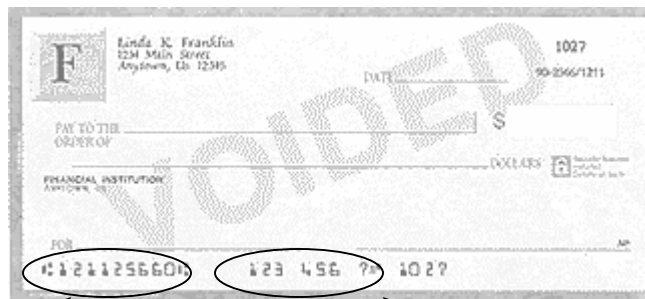 F
Linda K. Franklin
1234 Main Street
Anytown, Us 12345
1027
DATE
90-2566/1211
PAY TO THE
ORDER OF
$
DOLLARS
FINANCIAL INSTITUTION
VOIDED
FOR
⑆121125660⑆ 123 456 7⑈ 1027